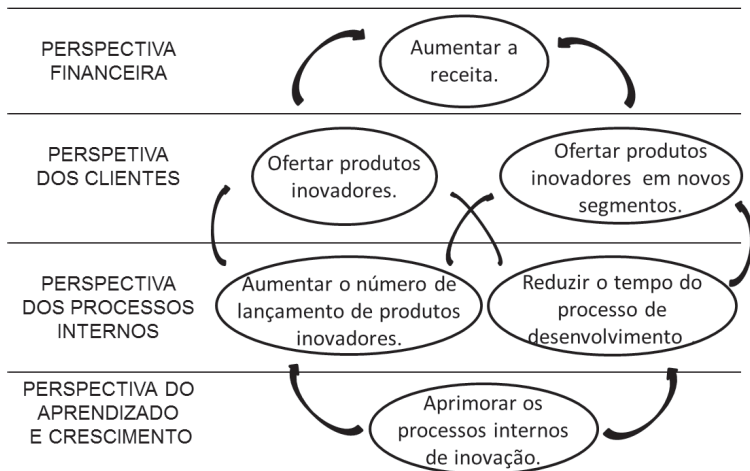 PERSPECTIVA
FINANCEIRA
Aumentar a
receita.
PERSPETIVA
DOS CLIENTES
Ofertar produtos
inovadores.
Ofertar produtos
inovadores em novos
segmentos.
PERSPECTIVA
DOS PROCESSOS
INTERNOS
Aumentar o número de
lançamento de produtos
inovadores.
Reduzir o tempo do
processo de
desenvolvimento .
PERSPECTIVA DO
APRENDIZADO
E CRESCIMENTO
Aprimorar os
processos internos
de inovação.